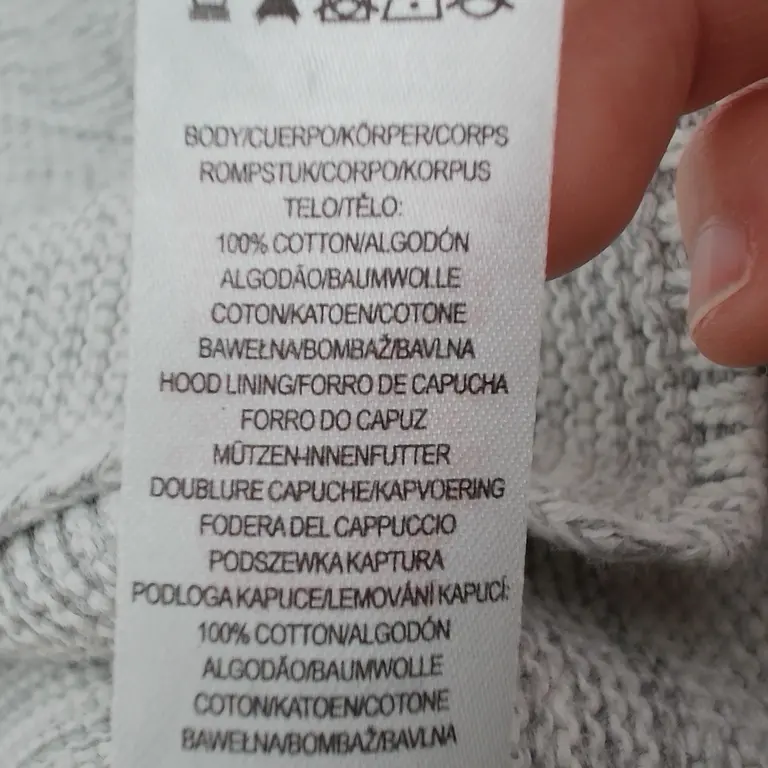 BODY/CUERPO/KÖRPER/CORPS
ROMPSTUK/CORPO/KORPUS
TELO/TĚLO:
100% COTTON/ALGODÓN
ALGODÃO/BAUMWOLLE
COTON/KATOEN/COTONE
BAWEŁNA/BOMBAŽ/BAVLNA
HOOD LINING/FORRO DE CAPUCHA
FORRO DO CAPUZ
MÜTZEN-INNENFUTTER
DOUBLURE CAPUCHE/KAPVOERING
FODERA DEL CAPPUCCIO
PODSZEWKA KAPTURA
PODLOGA KAPUCE/LEMOVÁNÍ KAPUCÍ:
100% COTTON/ALGODÓN
ALGODÃO/BAUMWOLLE
COTON/KATOEN/COTONE
BAWEŁNA/BOMBAŽ/BAVLNA